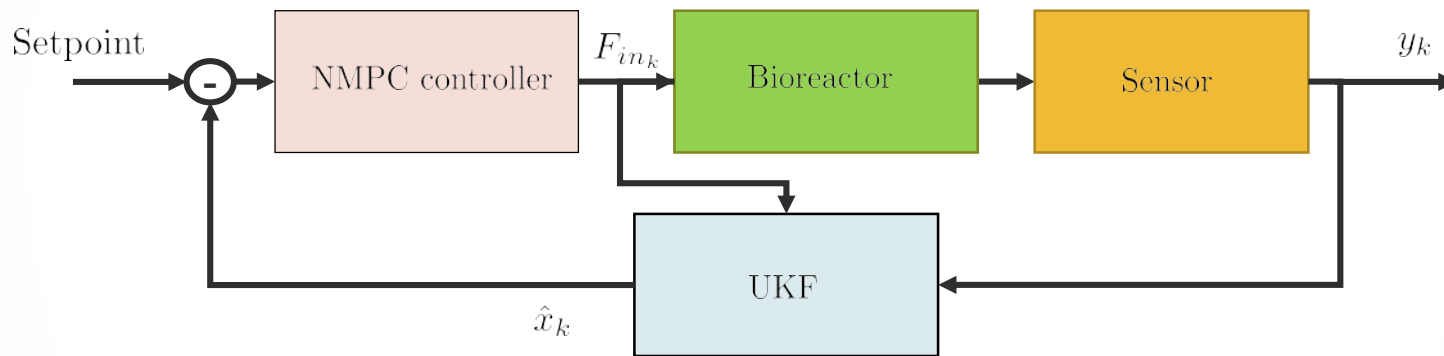 Setpoint
-
NMPC controller
F_{in_k}
Bioreactor
Sensor
y_k
UKF
x̂_k